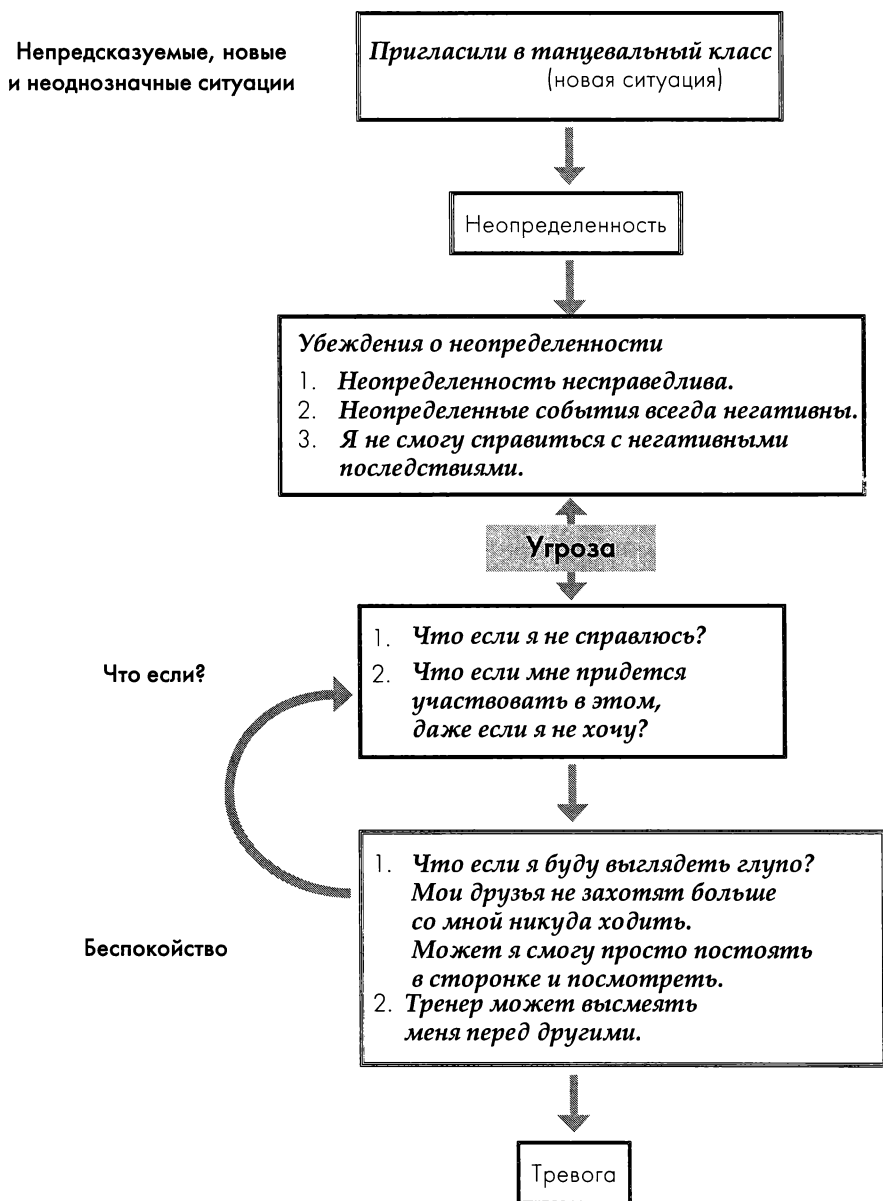 Непредсказуемые, новые
и неоднозначные ситуации
Пригласили в танцевальный класс
(новая ситуация)
Неопределенность
Убеждения о неопределенности
1. Неопределенность несправедлива.
2. Неопределенные события всегда негативны.
3. Я не смогу справиться с негативными
последствиями.
Угроза
Что если?
1. Что если я не справлюсь?
2. Что если мне придется
участвовать в этом,
даже если я не хочу?
Беспокойство
1. Что если я буду выглядеть глупо?
Мои друзья не захотят больше
со мной никуда ходить.
Может я смогу просто постоять
в сторонке и посмотреть.
2. Тренер может высмеять
меня перед другими.
Тревога